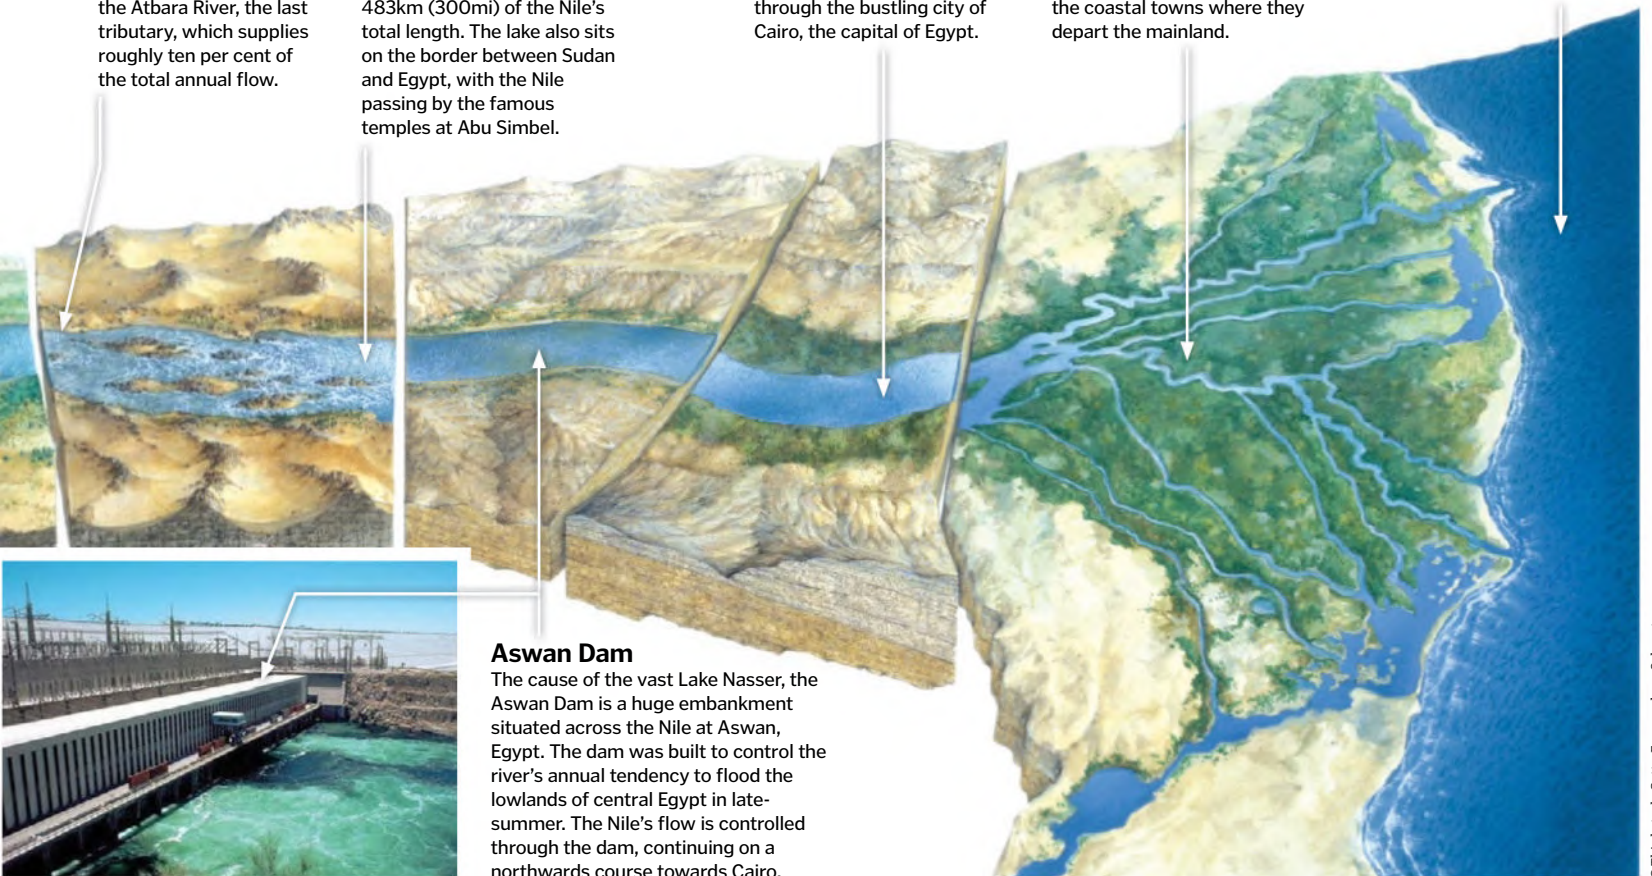 the Atbara River, the last
tributary, which supplies
roughly ten per cent of
the total annual flow.
483km (300mi) of the Nile’s
total length. The lake also sits
on the border between Sudan
and Egypt, with the Nile
passing by the famous
temples at Abu Simbel.
through the bustling city of
Cairo, the capital of Egypt.
the coastal towns where they
depart the mainland.
Aswan Dam
The cause of the vast Lake Nasser, the
Aswan Dam is a huge embankment
situated across the Nile at Aswan,
Egypt. The dam was built to control the
river’s annual tendency to flood the
lowlands of central Egypt in late-
summer. The Nile’s flow is controlled
through the dam, continuing on a
northwards course towards Cairo.